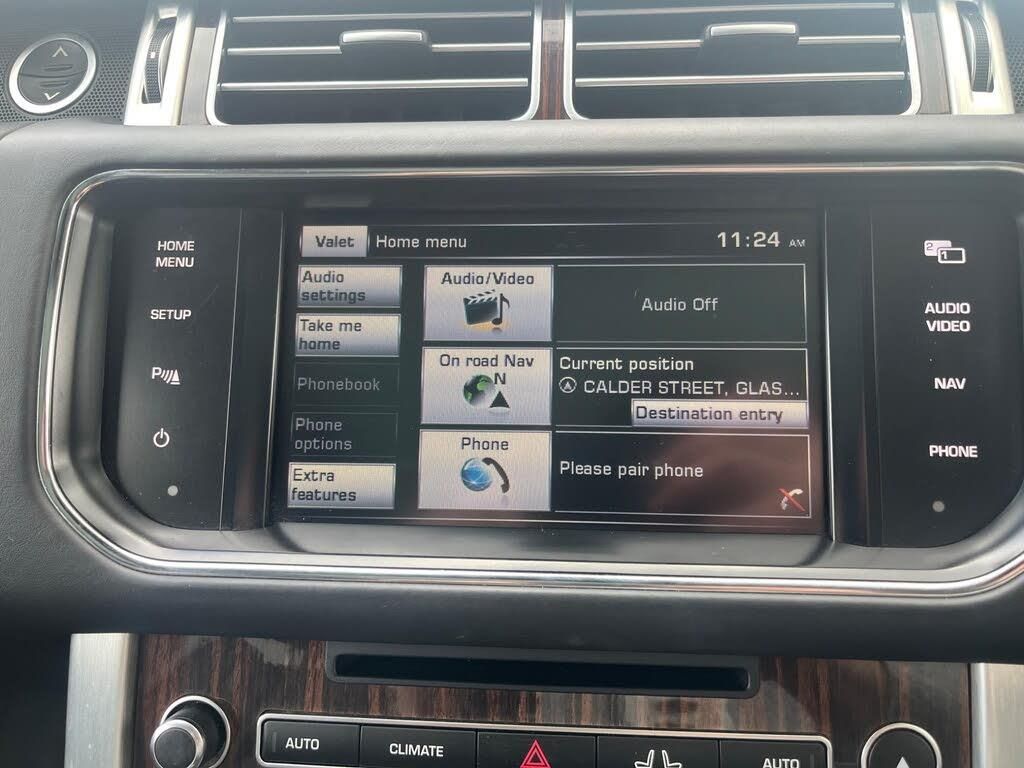 HOME
MENU
SETUP
P
Valet
Home menu
11:24 AM
Audio
settings
Take me
home
Phonebook
Phone
options
Extra
features
Audio/Video
On road Nav
N
Phone
Audio Off
Current position
CALDER STREET, GLAS...
Destination entry
Please pair phone
2
1
AUDIO
VIDEO
NAV
PHONE
AUTO
CLIMATE
AUTO